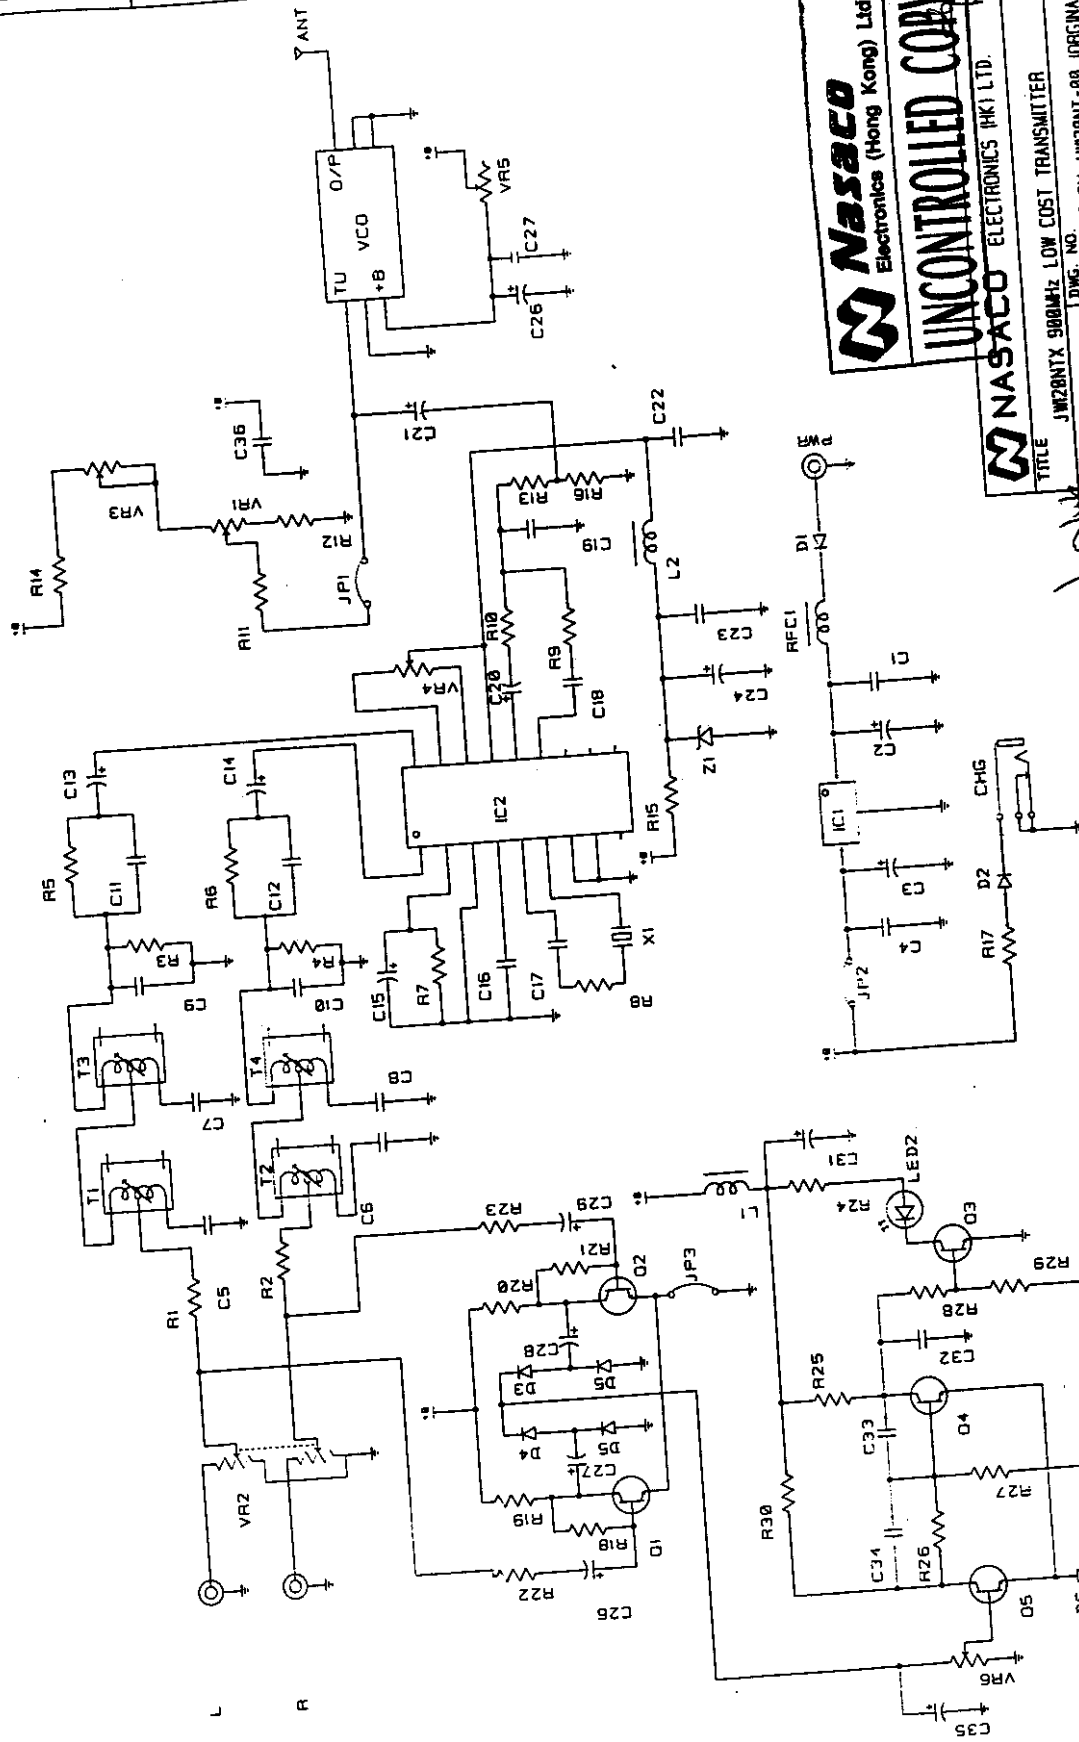 ANT
O/P
VCO
TU
+B
VR5
C27
C26
C36
C21
VR3
VR1
R12
R14
R11
JP1
C22
R13
R16
C19
L2
R10
R9
C20
C18
VR4
C23
C24
Z1
R15
IC2
C13
C14
R5
C11
R6
C12
R3
R4
C9
C10
C15
R7
C16
C17
R8
X1
T3
T4
C7
C8
T1
T2
C5
C6
R1
R2
VR2
L
R
PWR
D1
RFC1
C1
C2
IC1
C3
C4
JP2
CHG
D2
R17
R23
C29
R21
R20
Q2
JP3
C28
D3
D5
D4
D5
C27
R19
R18
Q1
R22
C26
L1
C31
R24
LED2
Q3
R28
R29
C32
R25
C33
Q4
R27
R30
C34
R26
Q5
VR6
C35
N Nasaco
Electronics (Hong Kong) Ltd
UNCONTROLLED COPY
N NASACO ELECTRONICS (HK) LTD.
TITLE
JW120NTX 900MHz LOW COST TRANSMITTER
DWG. NO.